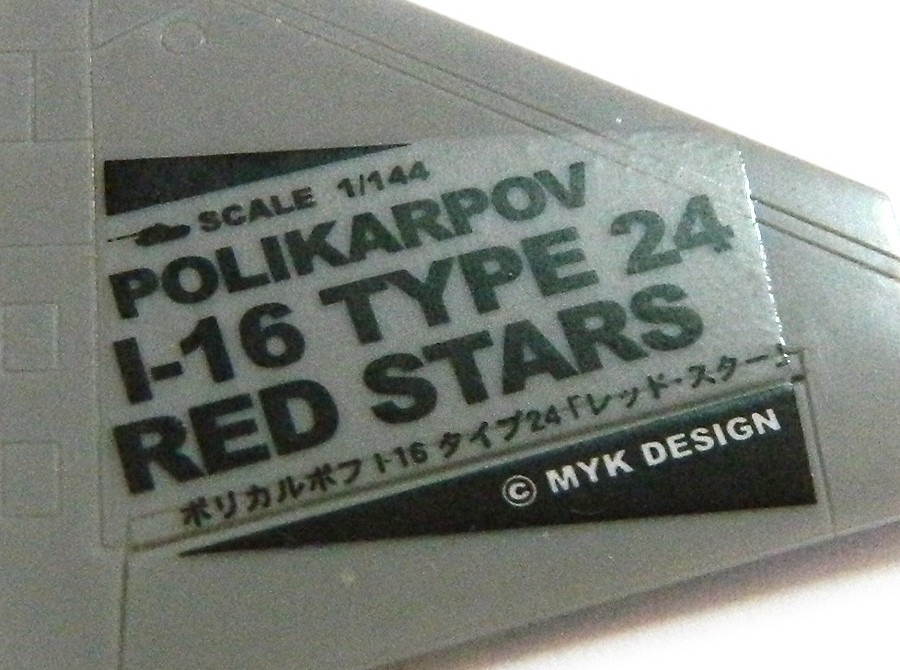 SCALE 1/144
POLIKARPOV
I-16 TYPE 24
RED STARS
ポリカルポフ I-16 タイプ24「レッド・スター」
© MYK DESIGN